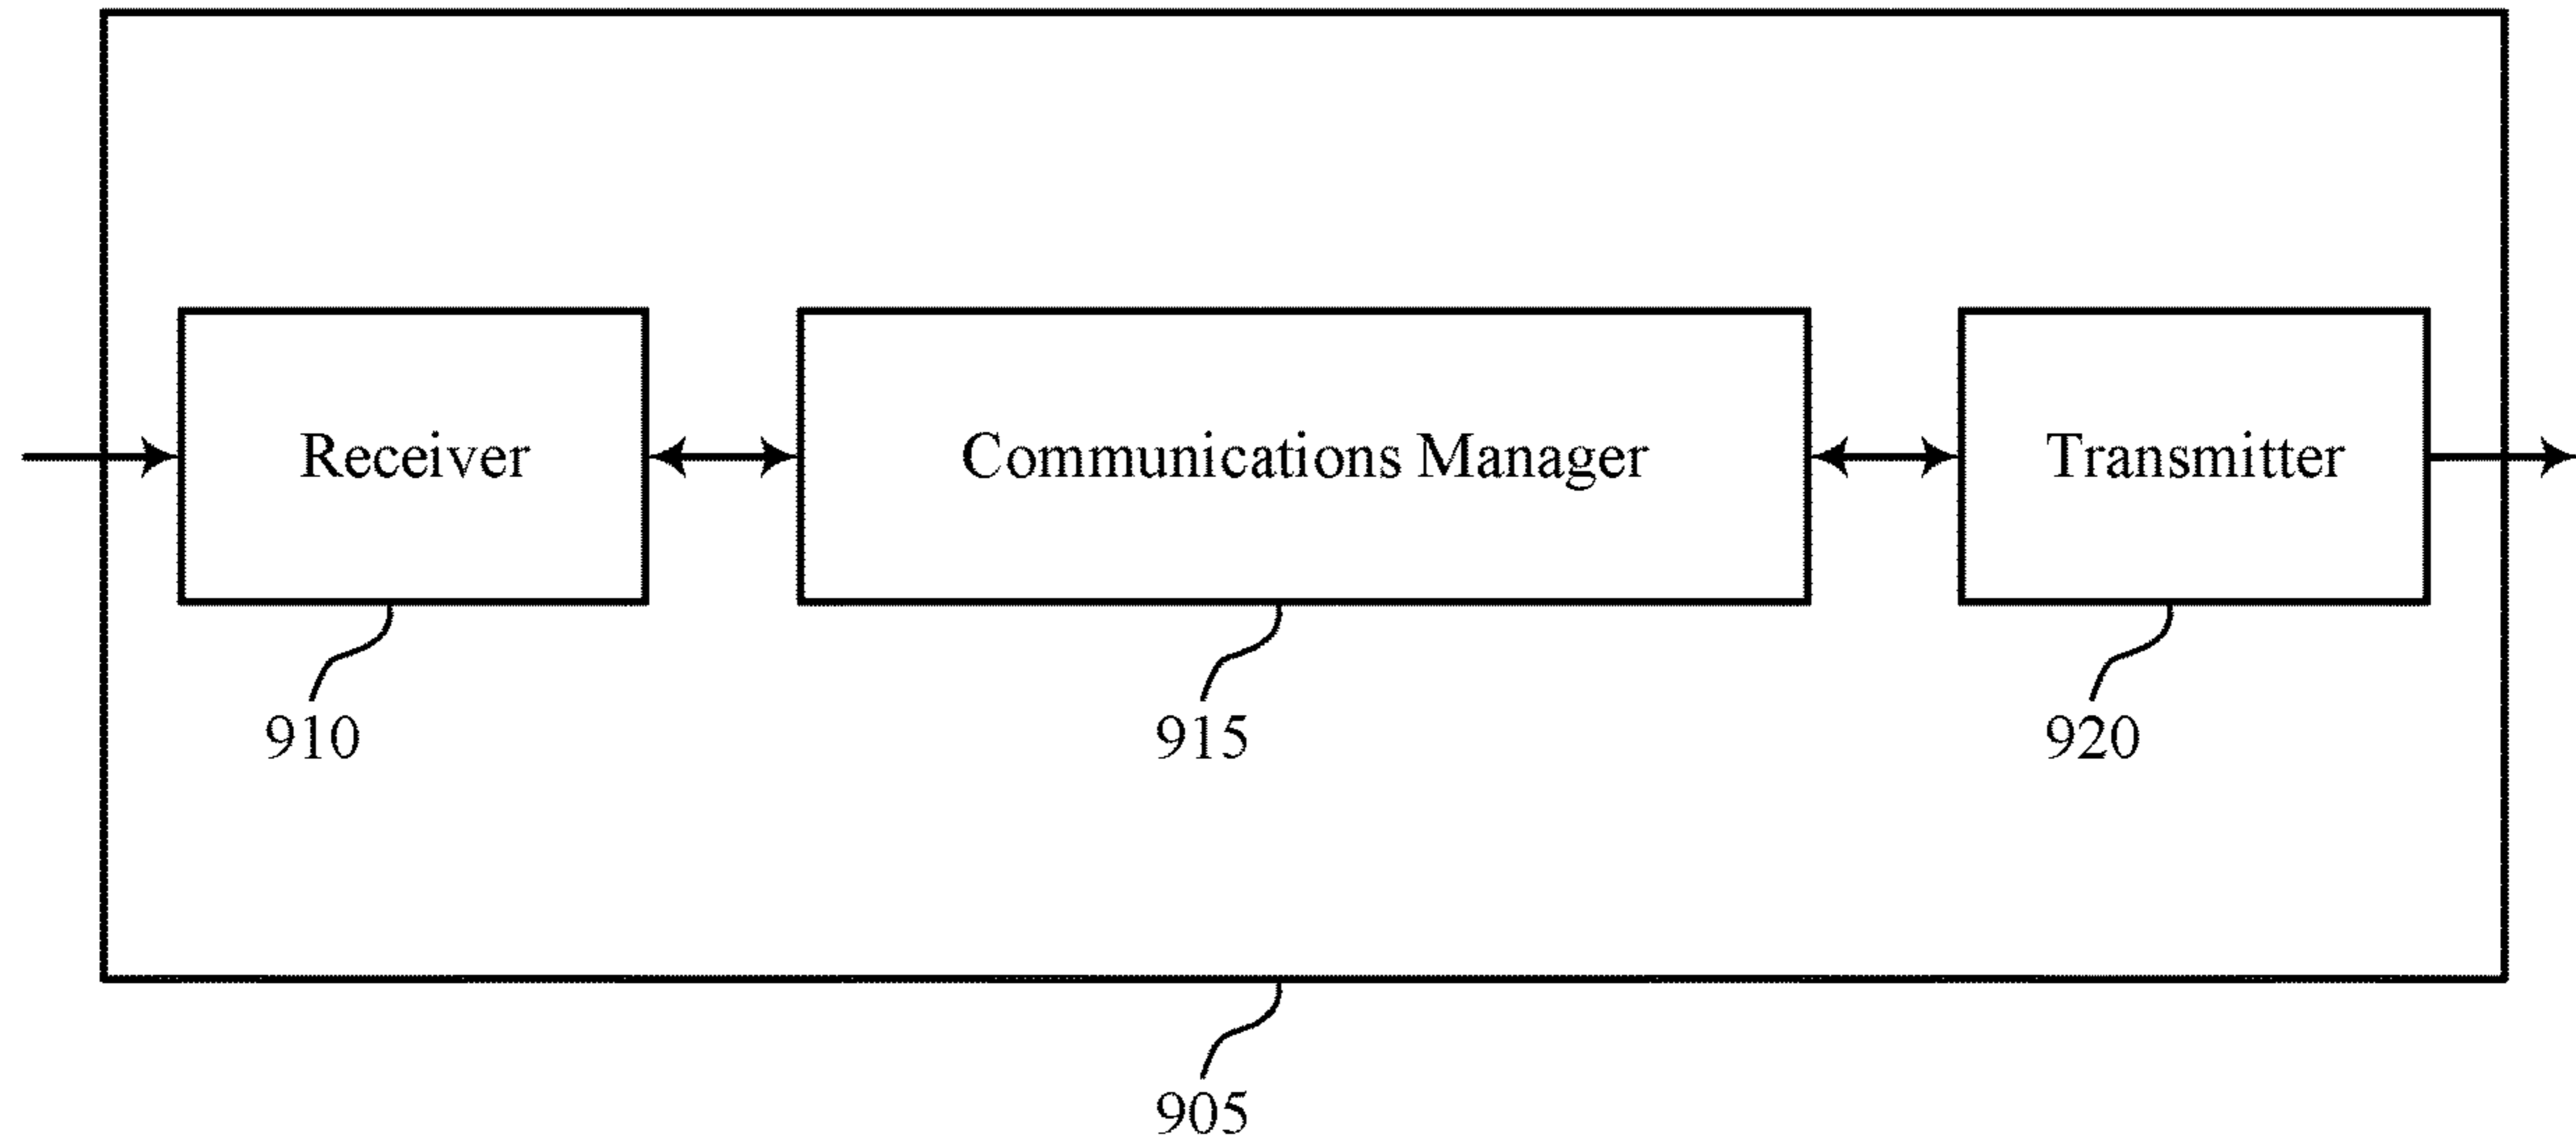 Receiver
Communications Manager
Transmitter
910
915
920
905